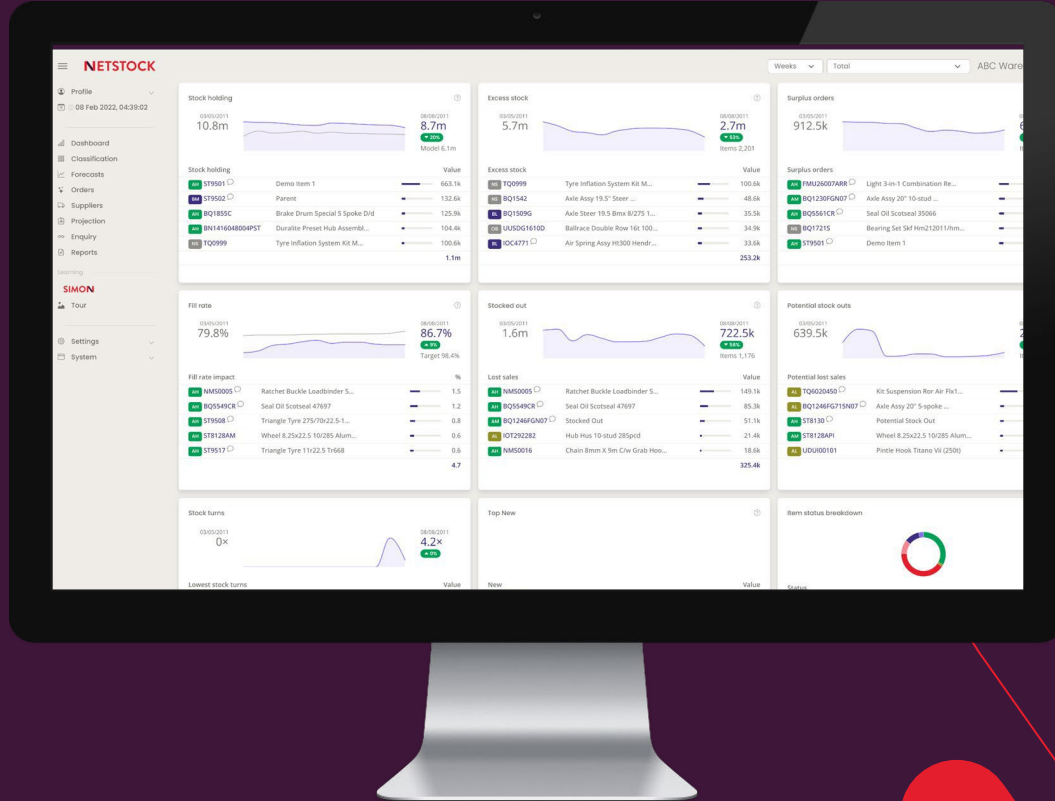 NETSTOCK
Weeks
Total
ABC Ware
Profile
08 Feb 2022, 04:39:02
Dashboard
Classification
Forecasts
Orders
Suppliers
Projection
Enquiry
Reports
Learning
SIMON
Tour
Settings
System
Stock holding
03/05/2011 08/08/2011
10.8m 8.7m
20%
Model 6.1m
Stock holding Value
AH ST9501 Demo Item 1 663.1k
BM ST9502 Parent 132.6k
AH BQ1855C Brake Drum Special 5 Spoke D/d 125.9k
AH BN1416048004PST Duralite Preset Hub Assembl... 104.4k
NS TQ0999 Tyre Inflation System Kit M... 100.6k
1.1m
Excess stock
03/05/2011 08/08/2011
5.7m 2.7m
53%
Items 2,201
Excess stock Value
NS TQ0999 Tyre Inflation System Kit M... 100.6k
NS BQ1542 Axle Assy 19.5" Steer ... 48.6k
BL BQ1509G Axle Steer 19.5 Bmx 8/275 1... 35.5k
OB UUSDG1610D Ballrace Double Row 16t 100... 34.9k
BL IOC4771 Air Spring Assy Ht300 Hendr... 33.6k
253.2k
Surplus orders
03/05/2011
912.5k
Surplus orders
AH FMU26007ARR Light 3-in-1 Combination Re...
AM BQ1230FGN07 Axle Assy 20" 10-stud ...
AH BQ5561CR Seal Oil Scotseal 35066
NS BQ1721S Bearing Set Skf Hm212011/hm...
AH ST9501 Demo Item 1
Fill rate
03/05/2011 08/08/2011
79.8% 86.7%
9%
Target 98.4%
Fill rate impact %
AH NMS0005 Ratchet Buckle Loadbinder 5... 1.5
AH BQ5549CR Seal Oil Scotseal 47697 1.2
AH ST9508 Triangle Tyre 275/70r22.5-1... 0.8
AM ST8128AM Wheel 8.25x22.5 10/285 Alum... 0.6
AH ST9517 Triangle Tyre 11r22.5 Tr668 0.6
4.7
Stocked out
03/05/2011 08/08/2011
1.6m 722.5k
56%
Items 1,176
Lost sales Value
AH NMS0005 Ratchet Buckle Loadbinder 5... 149.1k
AH BQ5549CR Seal Oil Scotseal 47697 85.3k
AM BQ1246FGN07 Stocked Out 51.1k
AL IOT292282 Hub Hus 10-stud 285pcd 21.4k
AH NMS0016 Chain 8mm X 9m C/w Grab Hoo... 18.6k
325.4k
Potential stock outs
03/05/2011
639.5k
Potential lost sales
AL TQ6020450 Kit Suspension Ror Air Flx1...
AL BQ1246FG715N07 Axle Assy 20" 5-spoke ...
AH ST8130 Potential Stock Out
AM ST8128API Wheel 8.25x22.5 10/285 Alum...
AL UDUI00101 Pintle Hook Titano Vii (250t)
Stock turns
03/05/2011 08/08/2011
0× 4.2×
0%
Lowest stock turns Value
Top New
New Value
Item status breakdown
Status